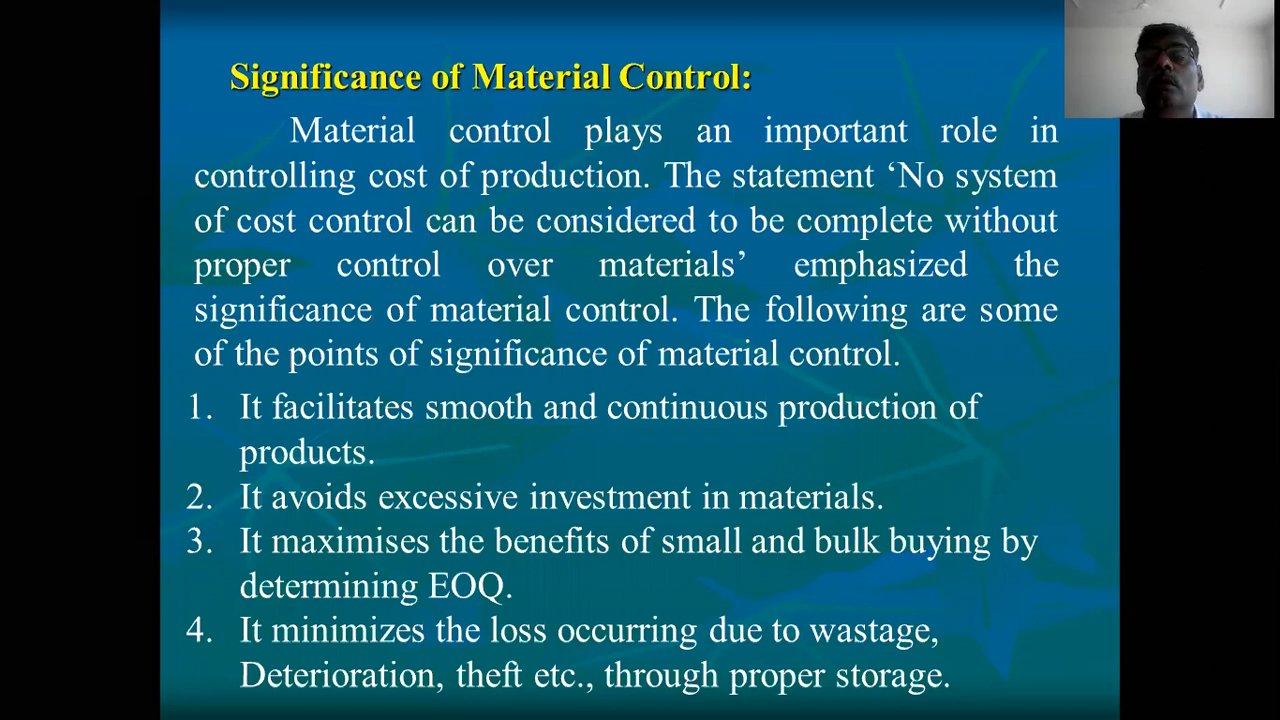 Significance of Material Control:
Material control plays an important role in
controlling cost of production. The statement ‘No system
of cost control can be considered to be complete without
proper control over materials’ emphasized the
significance of material control. The following are some
of the points of significance of material control.
1. It facilitates smooth and continuous production of
products.
2. It avoids excessive investment in materials.
3. It maximises the benefits of small and bulk buying by
determining EOQ.
4. It minimizes the loss occurring due to wastage,
Deterioration, theft etc., through proper storage.